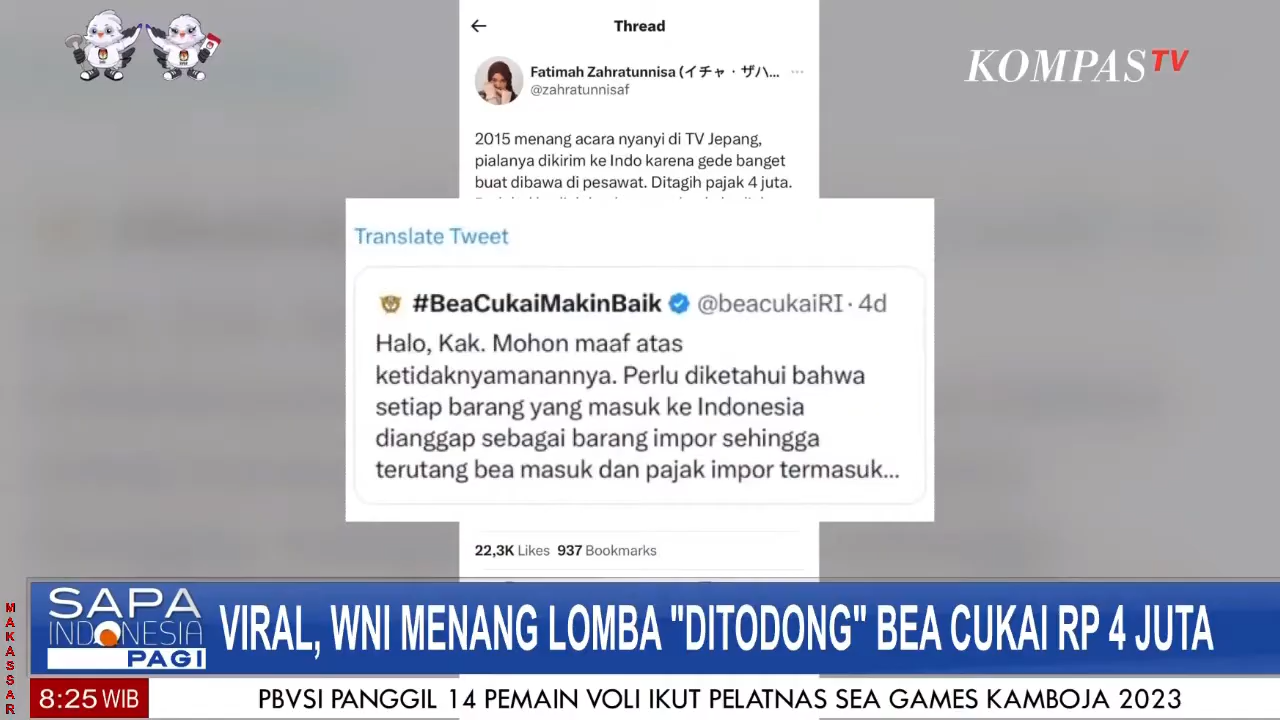 Thread
KOMPASTV
Fatimah Zahratunnisa (イチャ・ザハ...
@zahratunnisaf
2015 menang acara nyanyi di TV Jepang,
pialanya dikirim ke Indo karena gede banget
buat dibawa di pesawat. Ditagih pajak 4 juta.
Translate Tweet
#BeaCukaiMakinBaik @beacukaiRI · 4d
Halo, Kak. Mohon maaf atas
ketidaknyamanannya. Perlu diketahui bahwa
setiap barang yang masuk ke Indonesia
dianggap sebagai barang impor sehingga
terutang bea masuk dan pajak impor termasuk...
22,3K Likes 937 Bookmarks
SAPA
INDONESIA
PAGI
VIRAL, WNI MENANG LOMBA "DITODONG" BEA CUKAI RP 4 JUTA
MAKASSAR
8:25 WIB
PBVSI PANGGIL 14 PEMAIN VOLI IKUT PELATNAS SEA GAMES KAMBOJA 2023